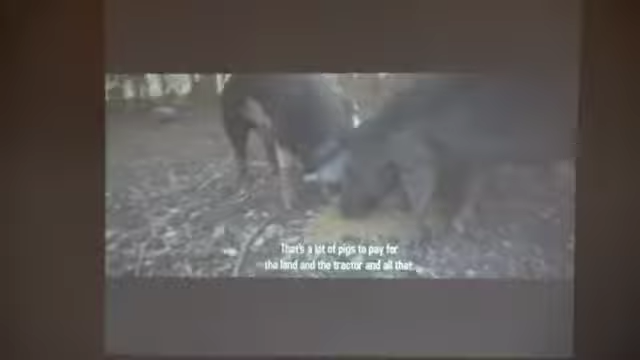 That's a lot of pigs to pay for
the land and the tractor and all that.